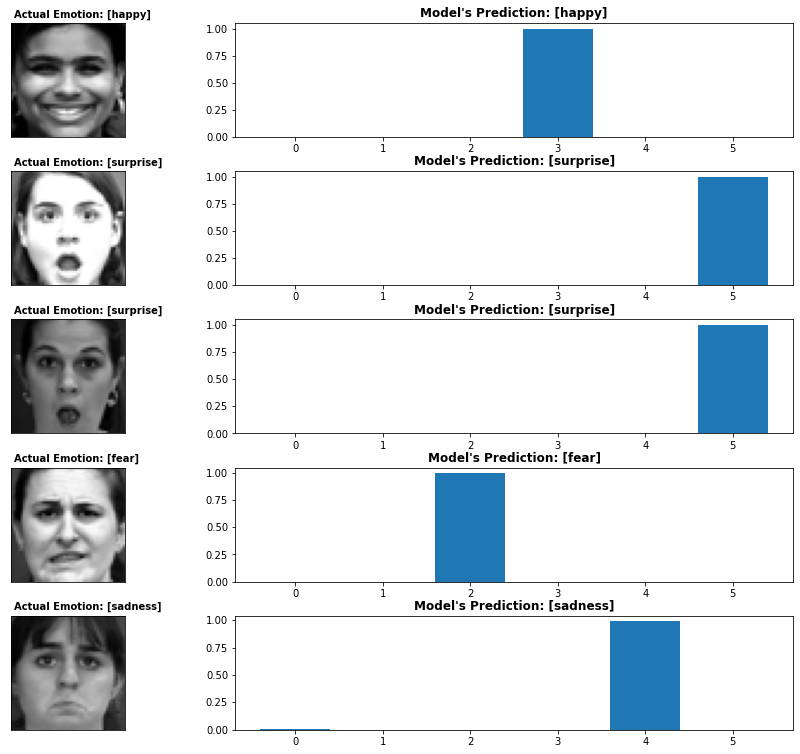 Actual Emotion: [happy]
Model's Prediction: [happy]
1.00
0.75
0.50
0.25
0.00
0 1 2 3 4 5
Actual Emotion: [surprise]
Model's Prediction: [surprise]
1.00
0.75
0.50
0.25
0.00
0 1 2 3 4 5
Actual Emotion: [surprise]
Model's Prediction: [surprise]
1.00
0.75
0.50
0.25
0.00
0 1 2 3 4 5
Actual Emotion: [fear]
Model's Prediction: [fear]
1.00
0.75
0.50
0.25
0.00
0 1 2 3 4 5
Actual Emotion: [sadness]
Model's Prediction: [sadness]
1.00
0.75
0.50
0.25
0.00
0 1 2 3 4 5